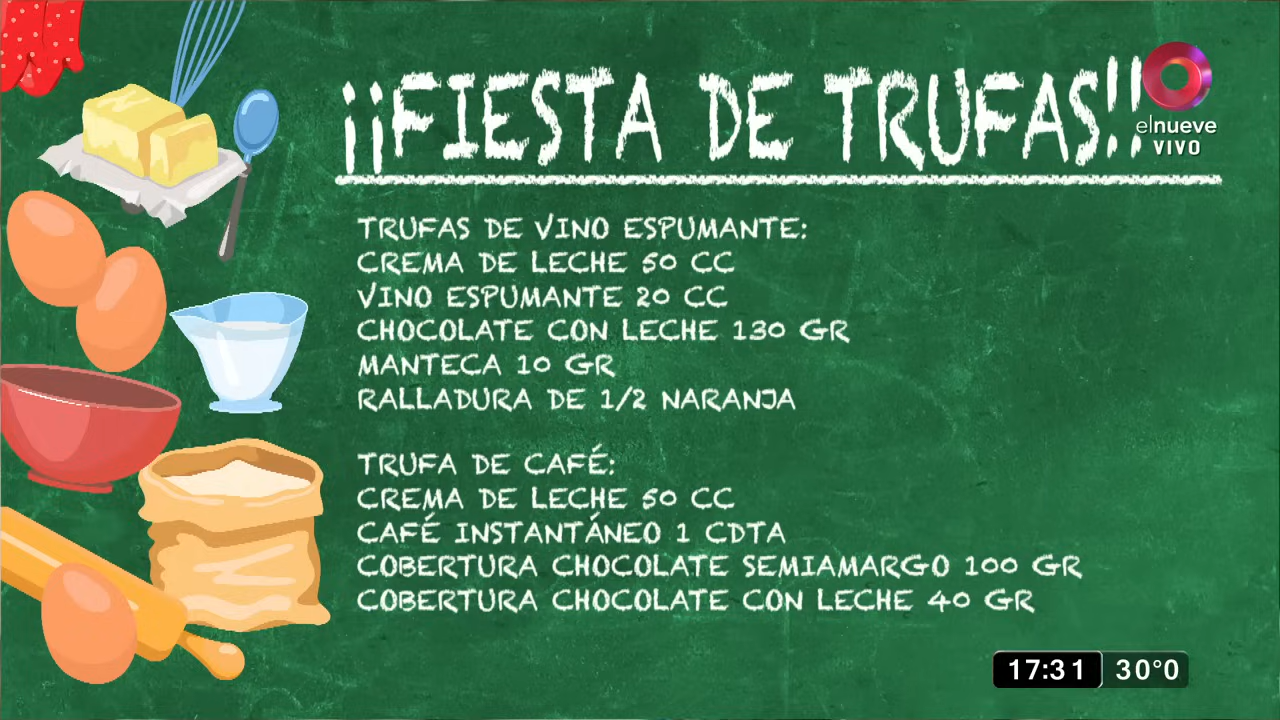 ¡¡FIESTA DE TRUFAS!!
elnueve
VIVO
TRUFAS DE VINO ESPUMANTE:
CREMA DE LECHE 50 CC
VINO ESPUMANTE 20 CC
CHOCOLATE CON LECHE 130 GR
MANTECA 10 GR
RALLADURA DE 1/2 NARANJA
TRUFA DE CAFÉ:
CREMA DE LECHE 50 CC
CAFÉ INSTANTÁNEO 1 CDTA
COBERTURA CHOCOLATE SEMIAMARGO 100 GR
COBERTURA CHOCOLATE CON LECHE 40 GR
17:31 30°0